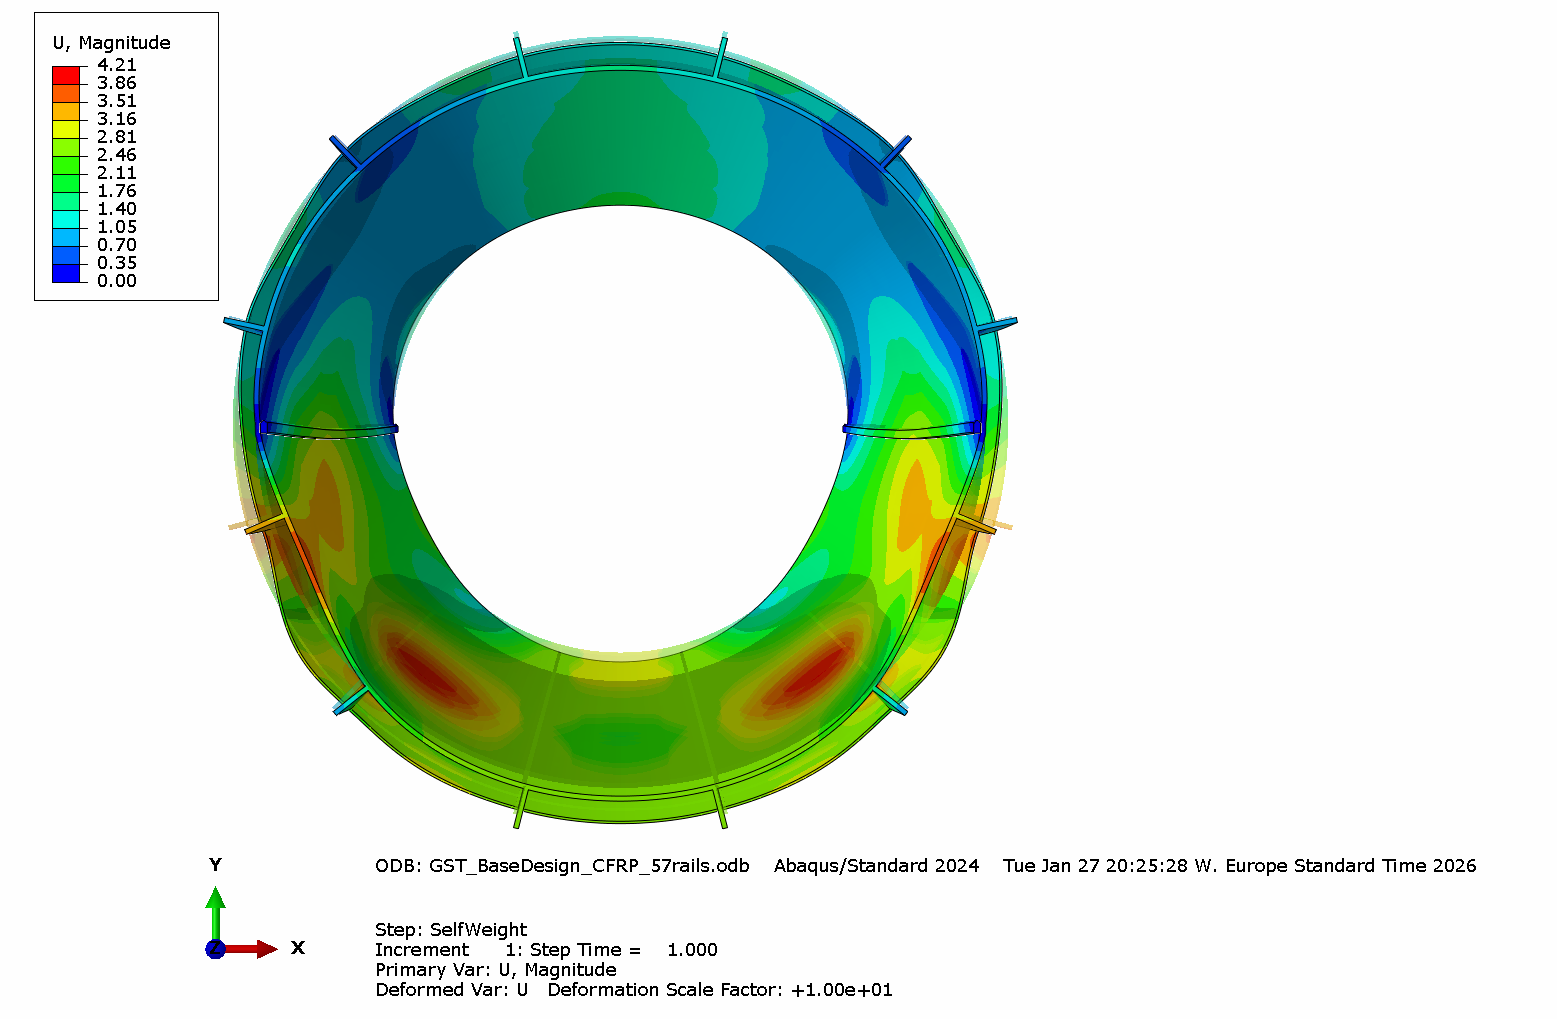 U, Magnitude
4.21
3.86
3.51
3.16
2.81
2.46
2.11
1.76
1.40
1.05
0.70
0.35
0.00
Y
X
Z
ODB: GST_BaseDesign_CFRP_57rails.odb Abaqus/Standard 2024 Tue Jan 27 20:25:28 W. Europe Standard Time 2026
Step: SelfWeight
Increment 1: Step Time = 1.000
Primary Var: U, Magnitude
Deformed Var: U Deformation Scale Factor: +1.00e+01